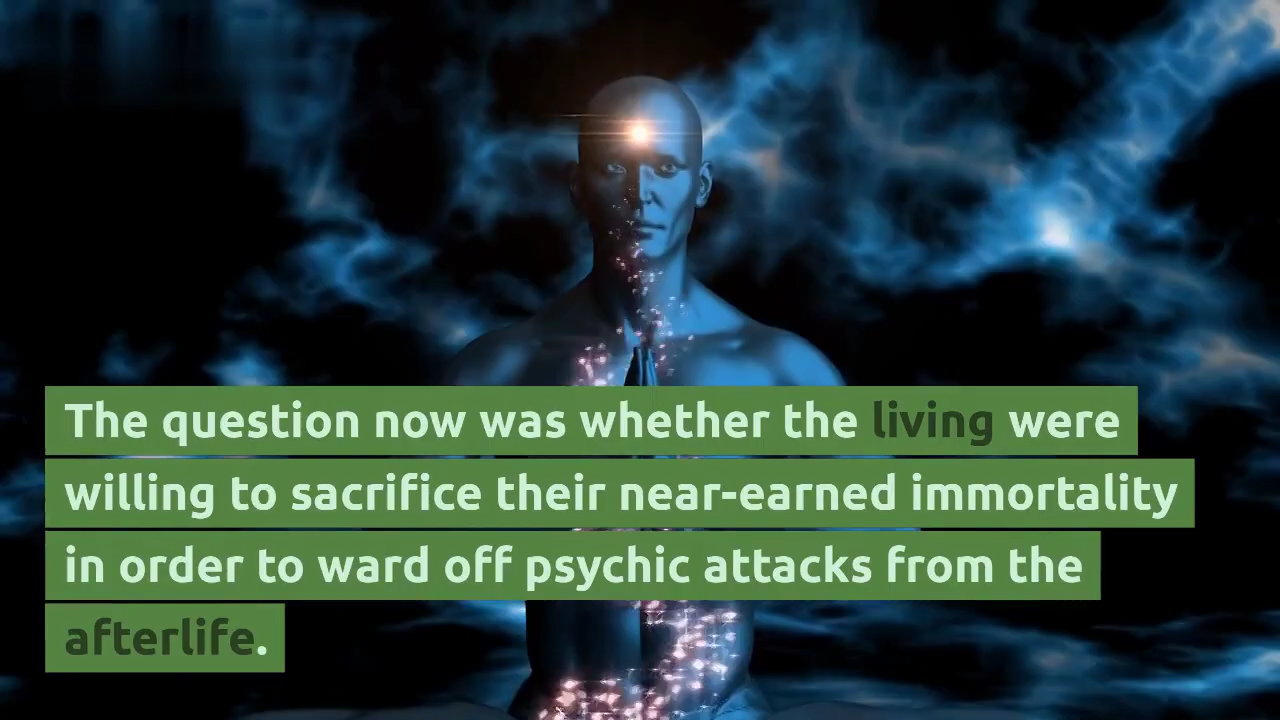 The question now was whether the living were
willing to sacrifice their near-earned immortality
in order to ward off psychic attacks from the
afterlife.